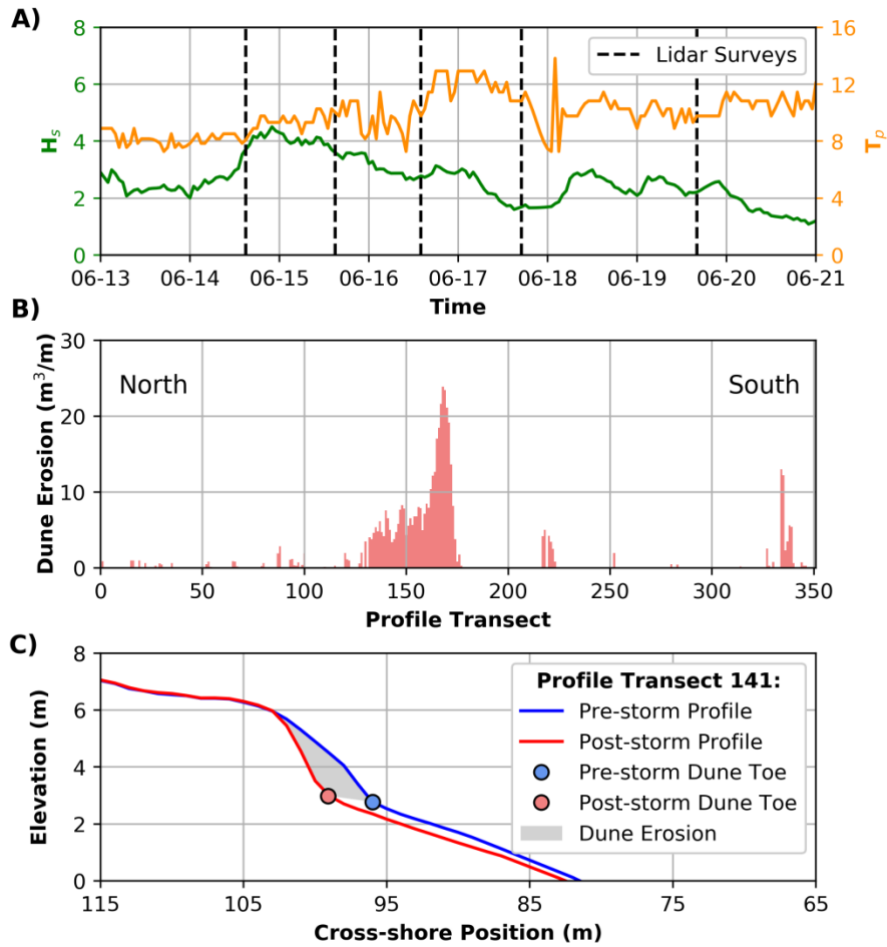 A)
Lidar Surveys
8
6
4
2
0
H_s
16
12
8
4
0
T_p
06-13 06-14 06-15 06-16 06-17 06-18 06-19 06-20 06-21
Time
B)
North
South
30
20
10
0
Dune Erosion (m³/m)
0 50 100 150 200 250 300 350
Profile Transect
C)
8
6
4
2
0
Elevation (m)
Profile Transect 141:
Pre-storm Profile
Post-storm Profile
Pre-storm Dune Toe
Post-storm Dune Toe
Dune Erosion
115 105 95 85 75 65
Cross-shore Position (m)